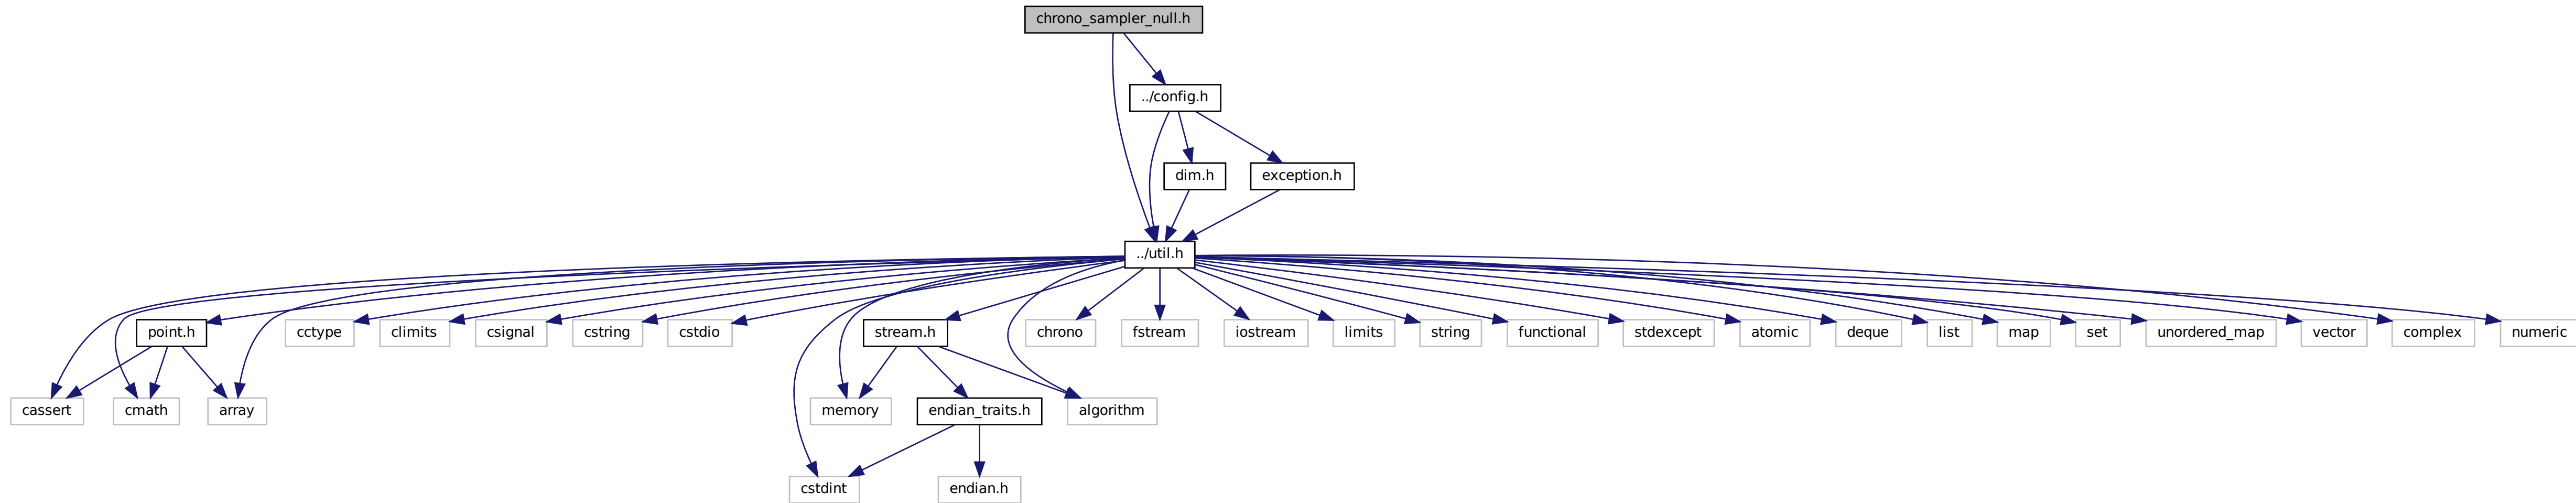 chrono_sampler_null.h
../config.h
dim.h
exception.h
../util.h
point.h
cctype
climits
csignal
cstring
cstdio
stream.h
chrono
fstream
iostream
limits
string
functional
stdexcept
atomic
deque
list
map
set
unordered_map
vector
complex
numeric
cassert
cmath
array
memory
endian_traits.h
algorithm
cstdint
endian.h